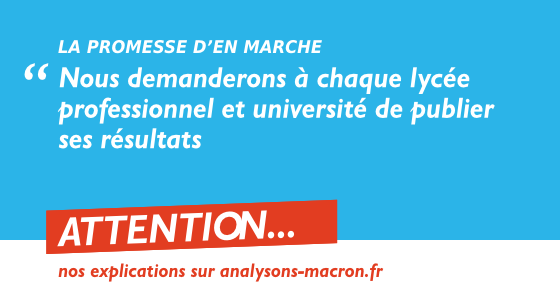 LA PROMESSE D'EN MARCHE
“ Nous demanderons à chaque lycée
professionnel et université de publier
ses résultats
ATTENTION...
nos explications sur analysons-macron.fr